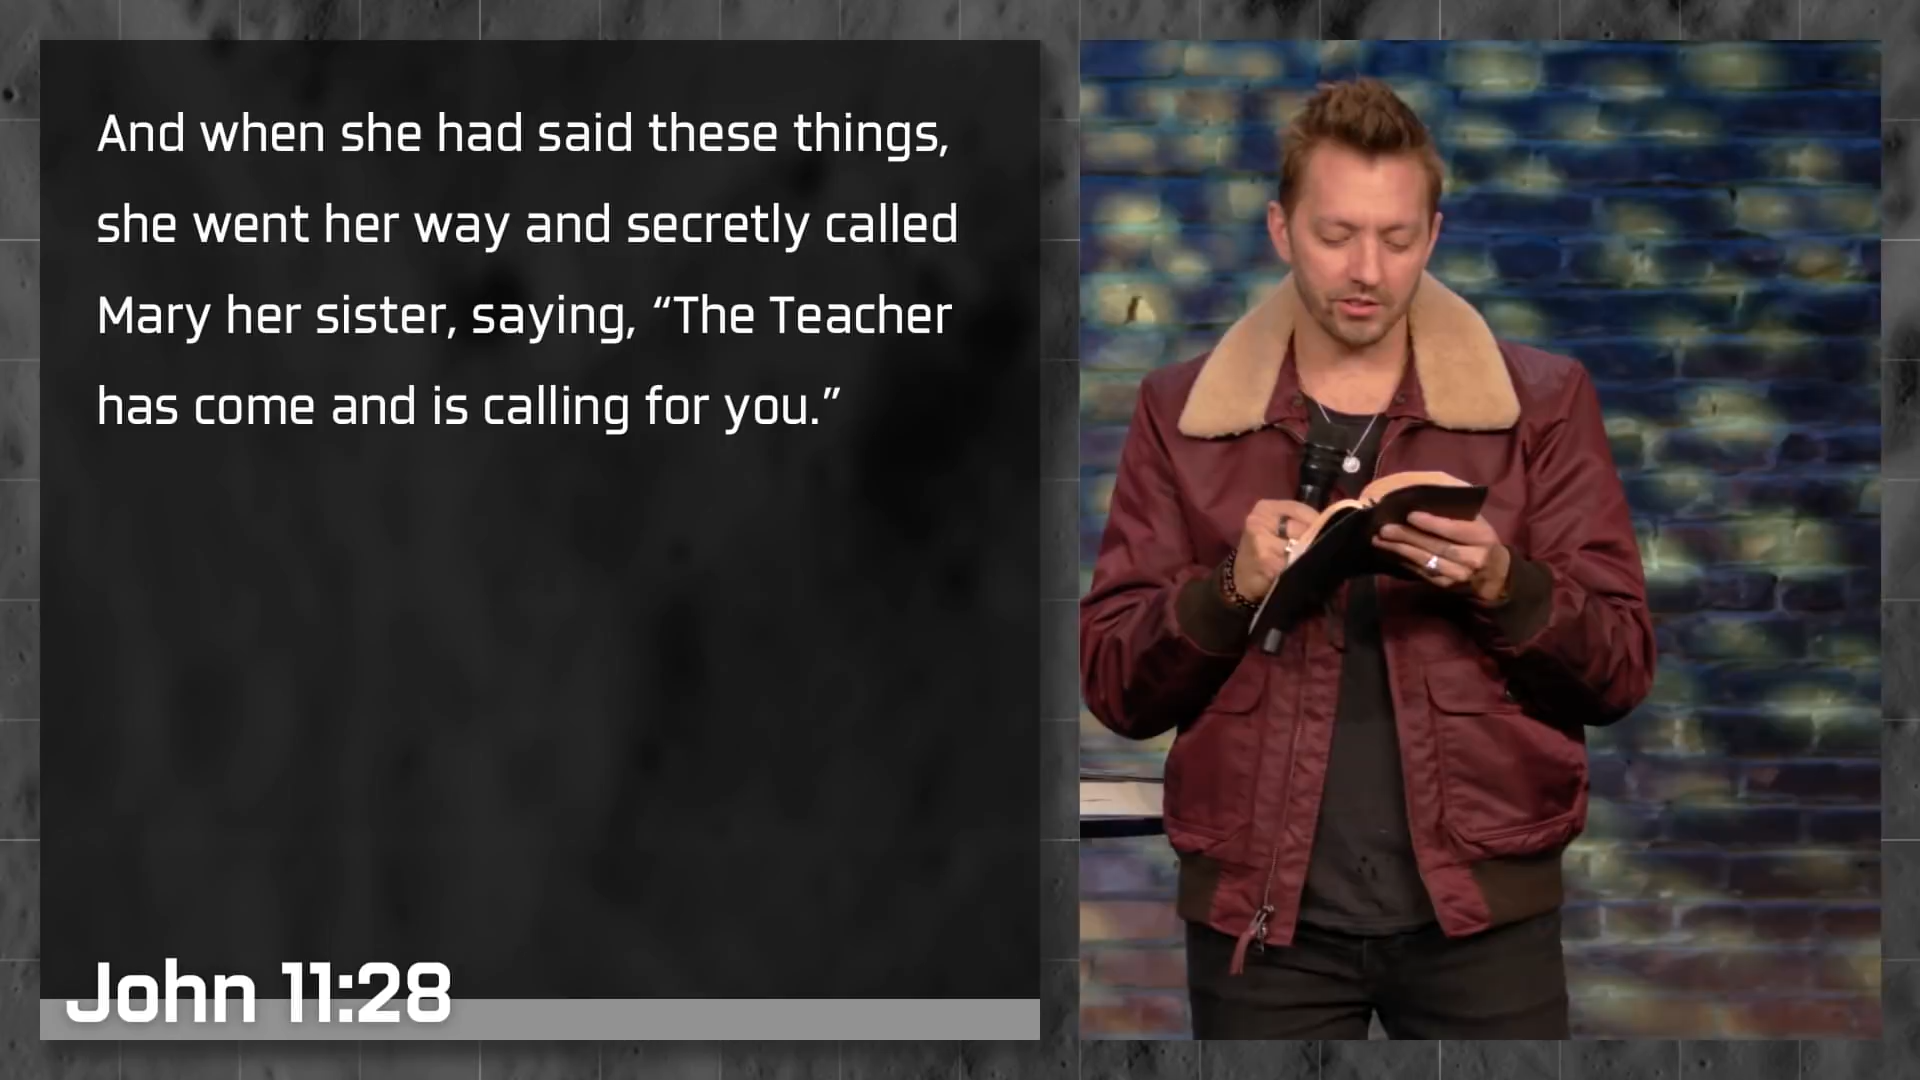 And when she had said these things,
she went her way and secretly called
Mary her sister, saying, “The Teacher
has come and is calling for you.”
John 11:28